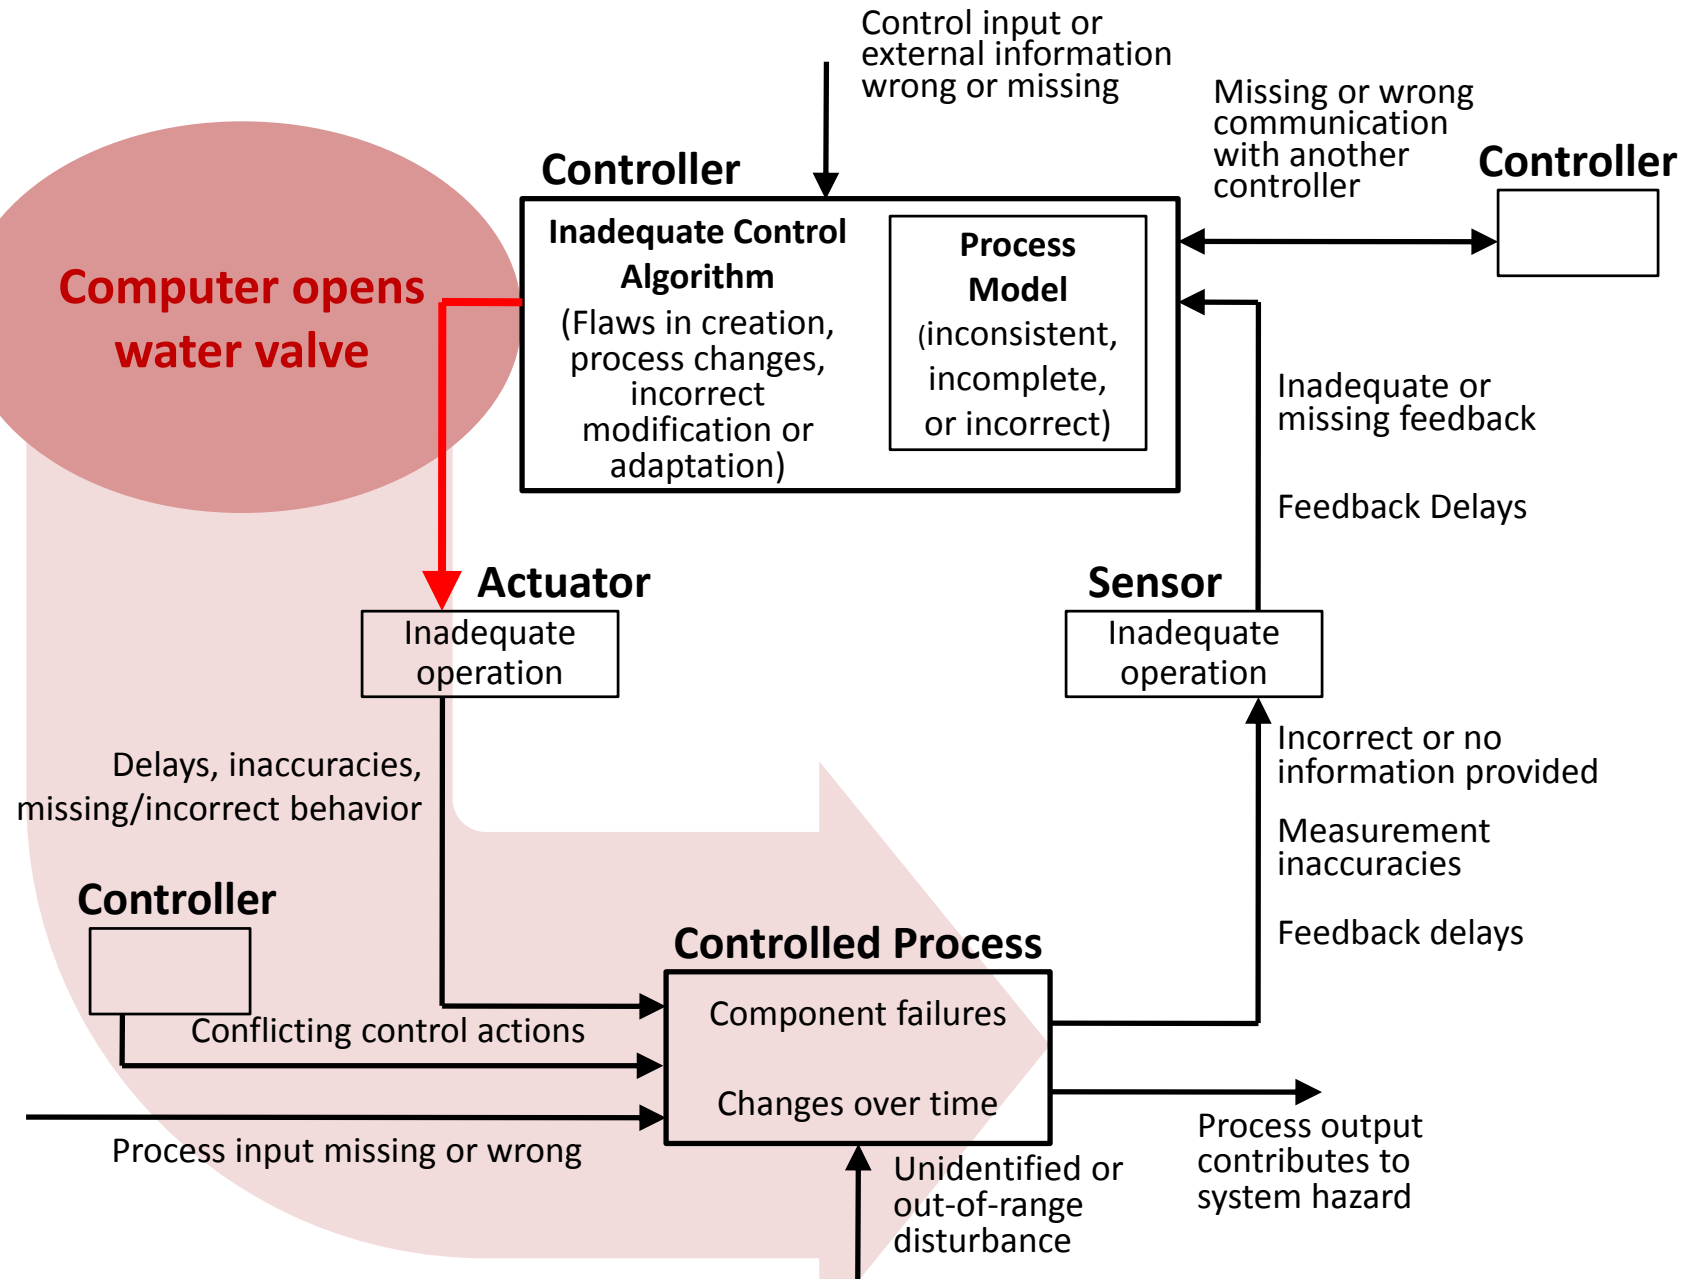 Control input or
external information
wrong or missing
Missing or wrong
communication
with another
controller
Controller
Controller
Inadequate Control
Algorithm
(Flaws in creation,
process changes,
incorrect
modification or
adaptation)
Process
Model
(inconsistent,
incomplete,
or incorrect)
Computer opens
water valve
Inadequate or
missing feedback
Feedback Delays
Actuator
Inadequate
operation
Sensor
Inadequate
operation
Delays, inaccuracies,
missing/incorrect behavior
Incorrect or no
information provided
Measurement
inaccuracies
Feedback delays
Controller
Conflicting control actions
Controlled Process
Component failures
Changes over time
Process input missing or wrong
Unidentified or
out-of-range
disturbance
Process output
contributes to
system hazard